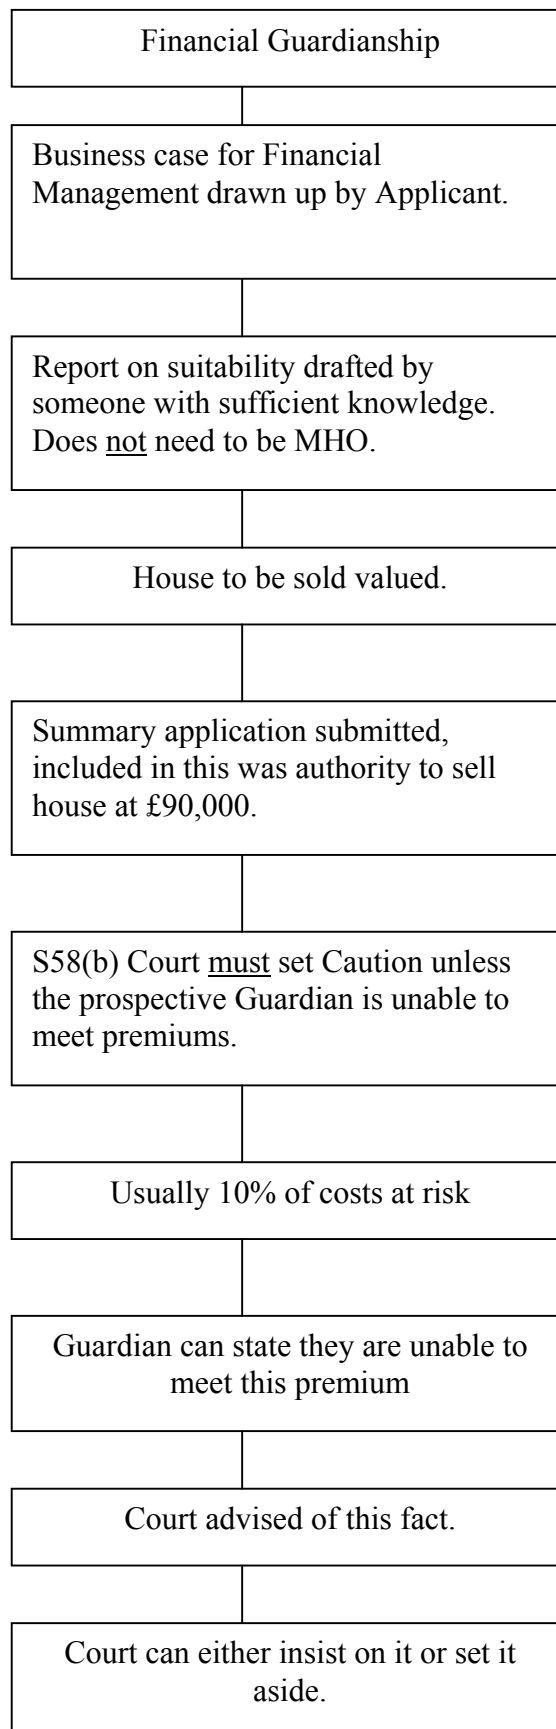 Financial Guardianship
Business case for Financial
Management drawn up by Applicant.
Report on suitability drafted by
someone with sufficient knowledge.
Does not need to be MHO.
House to be sold valued.
Summary application submitted,
included in this was authority to sell
house at £90,000.
S58(b) Court must set Caution unless
the prospective Guardian is unable to
meet premiums.
Usually 10% of costs at risk
Guardian can state they are unable to
meet this premium
Court advised of this fact.
Court can either insist on it or set it
aside.